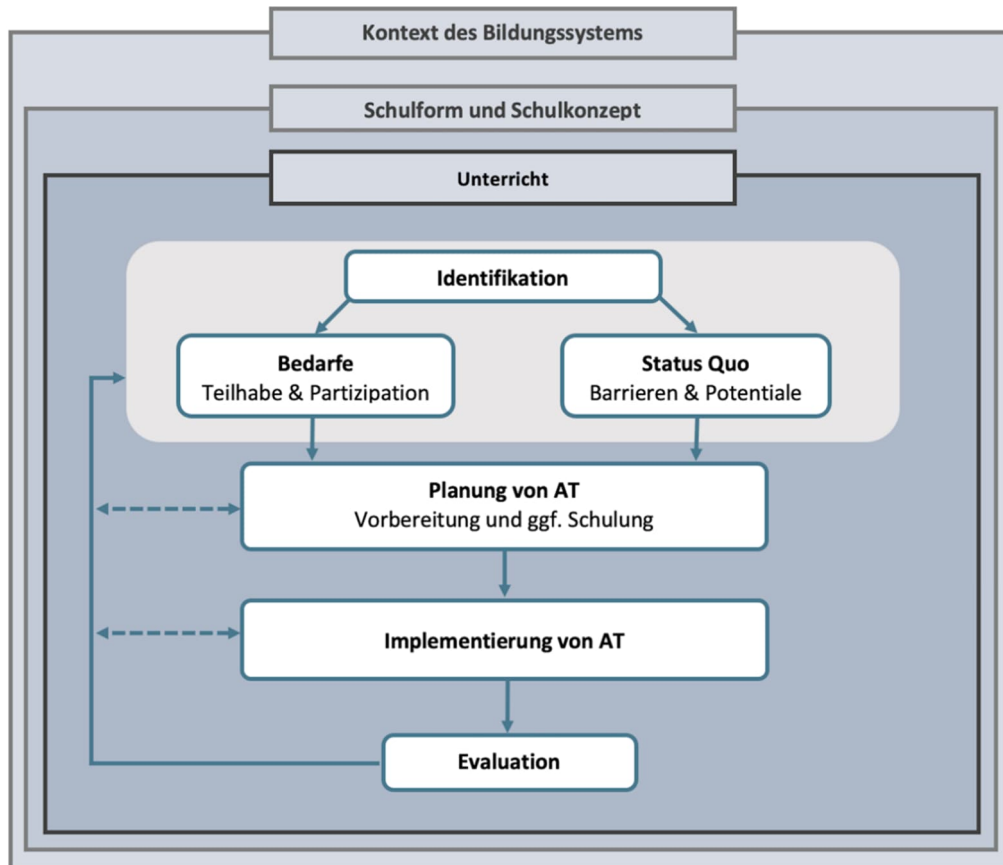 Kontext des Bildungssystems
Schulform und Schulkonzept
Unterricht
Identifikation
Bedarfe
Teilhabe & Partizipation
Status Quo
Barrieren & Potentiale
Planung von AT
Vorbereitung und ggf. Schulung
Implementierung von AT
Evaluation